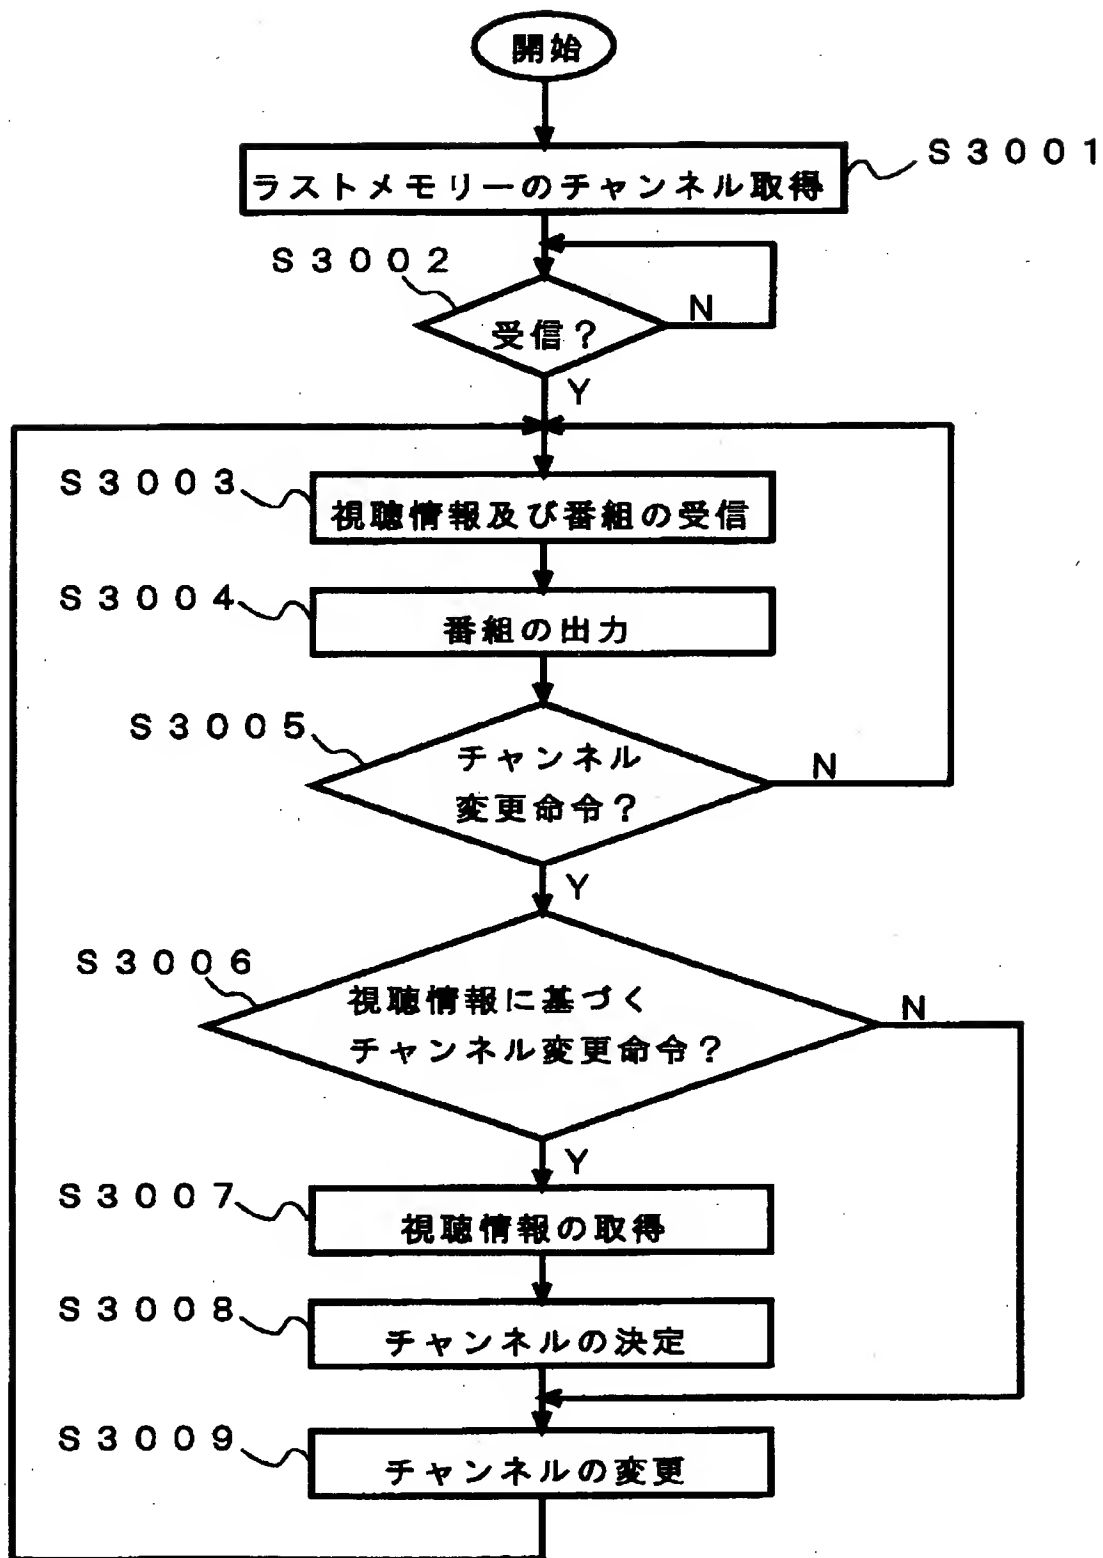 開始
S3001
ラストメモリーのチャンネル取得
S3002
受信?
N
Y
S3003
視聴情報及び番組の受信
S3004
番組の出力
S3005
チャンネル
変更命令?
N
Y
S3006
視聴情報に基づく
チャンネル変更命令?
N
Y
S3007
視聴情報の取得
S3008
チャンネルの決定
S3009
チャンネルの変更